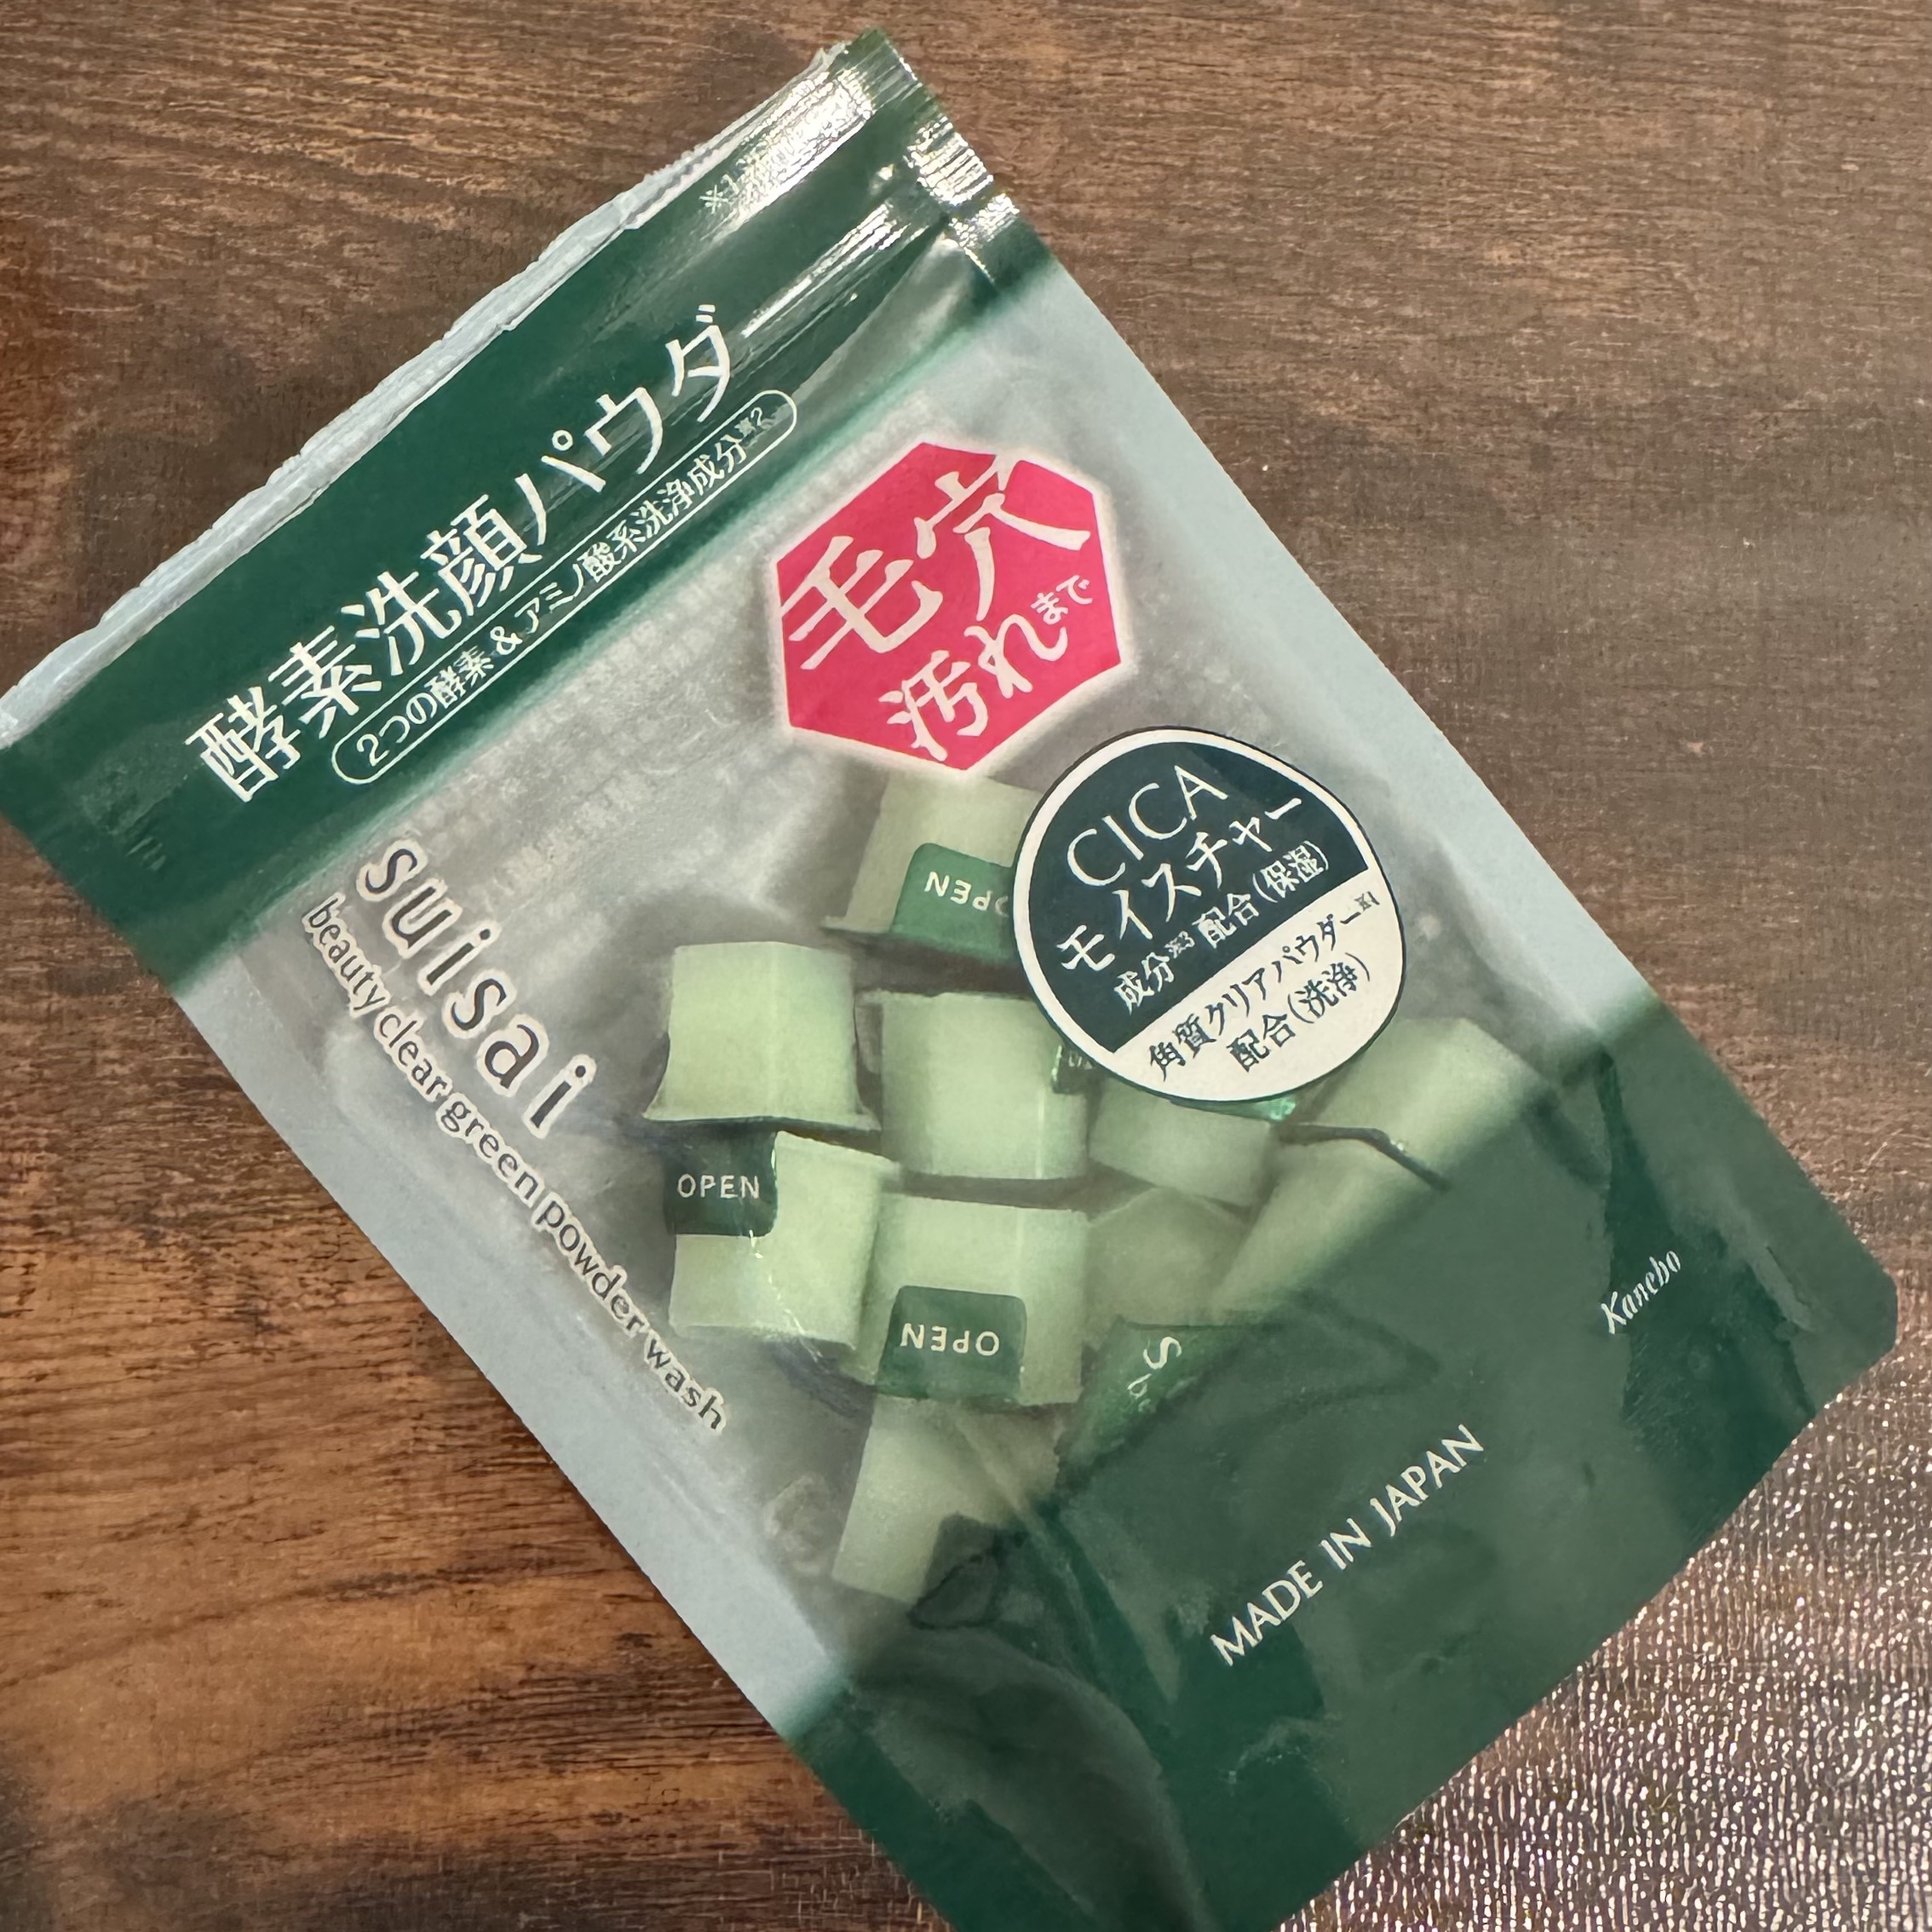 酵素洗顔パウダー
2つの酵素&アミノ酸系洗浄成分※2
毛穴
汚れまで
CICA
モイスチャー
成分※3 配合(保湿)
角質クリアパウダー※1
配合(洗浄)
suisai
beauty clear green powder wash
OPEN
OPEN
OPEN
Kanebo
MADE IN JAPAN